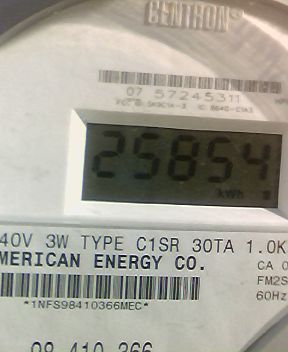 CENTRON®
07 57245311
25854
kWh
40V 3W TYPE C1SR 30TA 1.0K
MERICAN ENERGY CO.
CA 0
FM2S
60Hz
*1NFS98410366MEC*
98 410 366